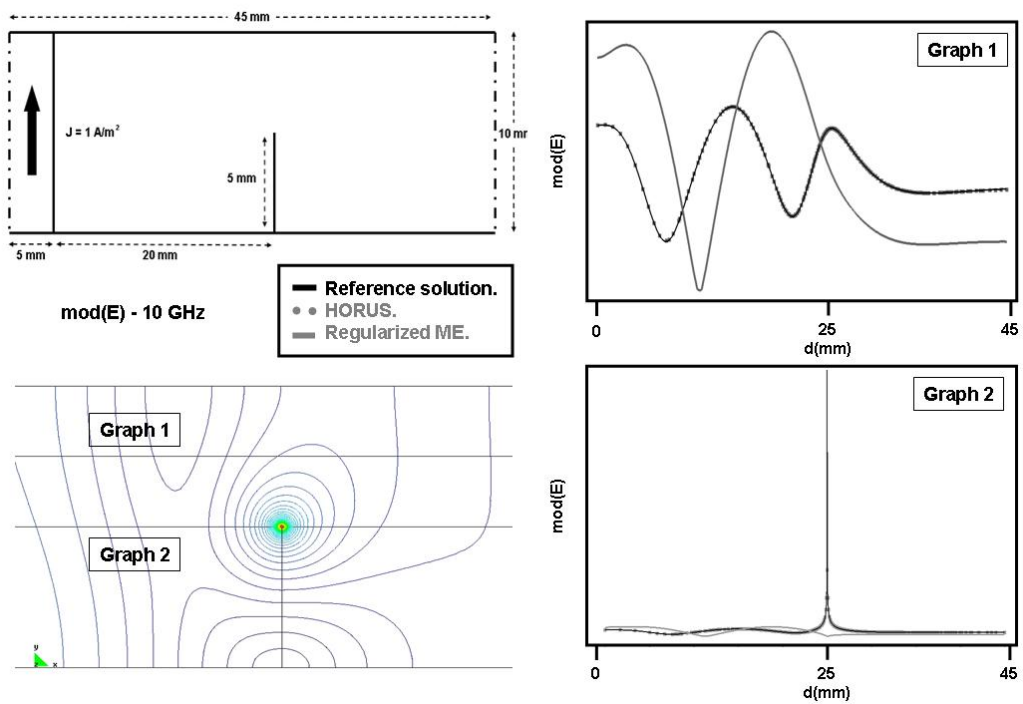 45 mm
J = 1 A/m²
5 mm
10 mr
5 mm
20 mm
mod(E) - 10 GHz
Reference solution.
HORUS.
Regularized ME.
Graph 1
Graph 2
y
x
Graph 1
mod(E)
0
25
45
d(mm)
Graph 2
mod(E)
0
25
45
d(mm)